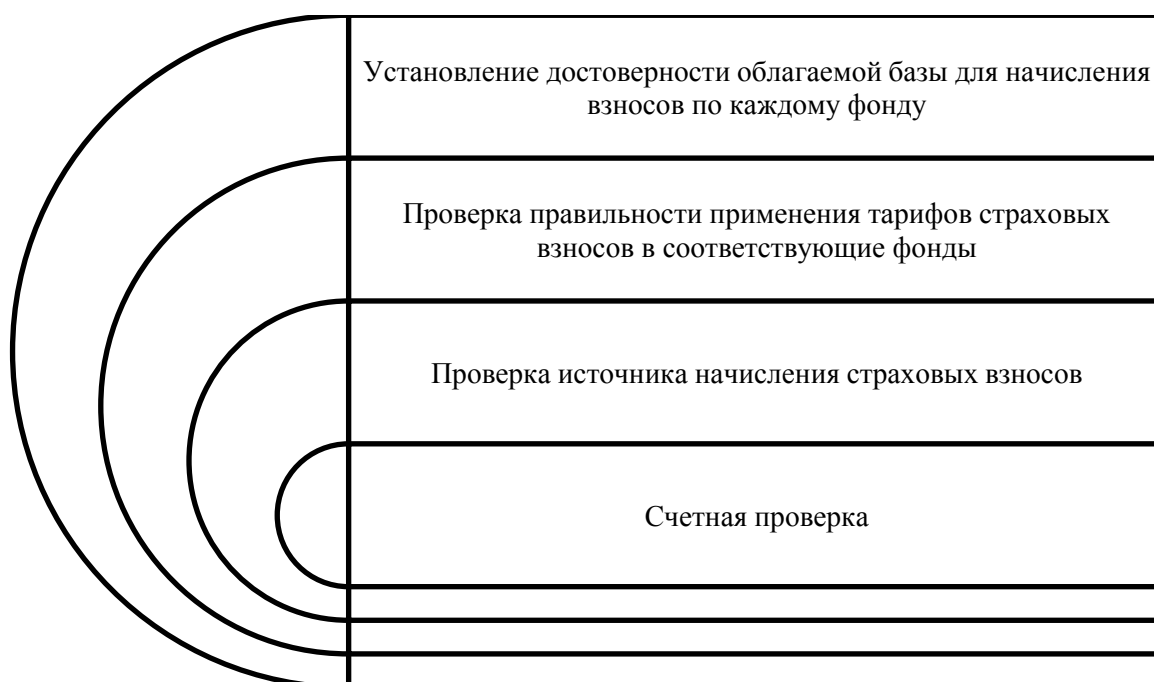 Установление достоверности облагаемой базы для начисления
взносов по каждому фонду
Проверка правильности применения тарифов страховых
взносов в соответствующие фонды
Проверка источника начисления страховых взносов
Счетная проверка